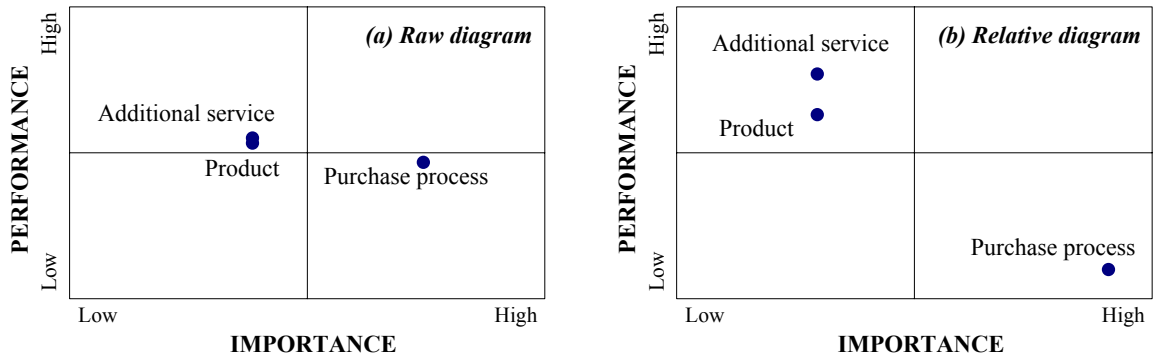 (a) Raw diagram
High
Additional service
PERFORMANCE
Product
Purchase process
Low
Low
High
IMPORTANCE
(b) Relative diagram
High
Additional service
PERFORMANCE
Product
Purchase process
Low
Low
High
IMPORTANCE